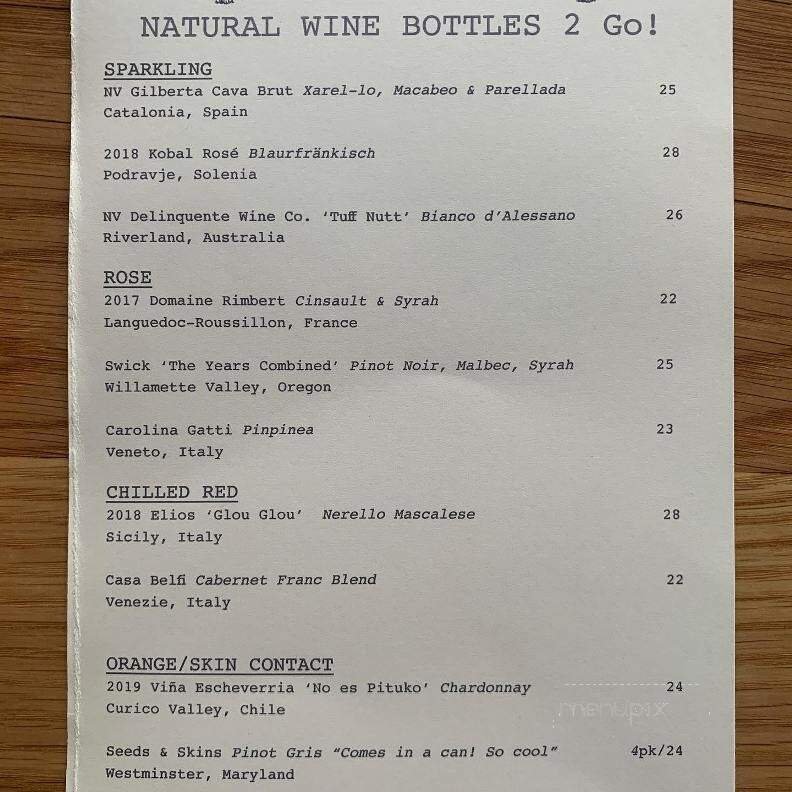 NATURAL WINE BOTTLES 2 Go!
SPARKLING
NV Gilberta Cava Brut Xarel-lo, Macabeo & Parellada 25
Catalonia, Spain
2018 Kobal Rosé Blaurfränkisch 28
Podravje, Solenia
NV Delinquente Wine Co. ‘Tuff Nutt’ Bianco d’Alessano 26
Riverland, Australia
ROSE
2017 Domaine Rimbert Cinsault & Syrah 22
Languedoc-Roussillon, France
Swick ‘The Years Combined’ Pinot Noir, Malbec, Syrah 25
Willamette Valley, Oregon
Carolina Gatti Pinpinea 23
Veneto, Italy
CHILLED RED
2018 Elios ‘Glou Glou’ Nerello Mascalese 28
Sicily, Italy
Casa Belfi Cabernet Franc Blend 22
Venezie, Italy
ORANGE/SKIN CONTACT
2019 Viña Escheverria ‘No es Pituko’ Chardonnay 24
Curico Valley, Chile
menupix
Seeds & Skins Pinot Gris “Comes in a can! So cool” 4pk/24
Westminster, Maryland